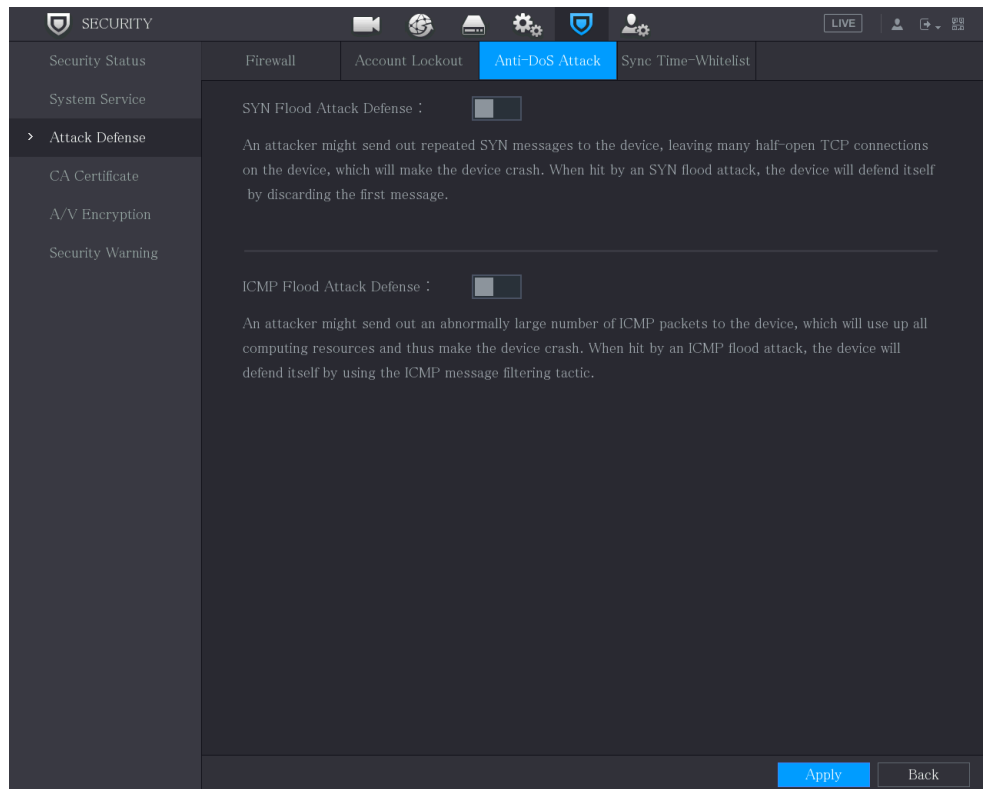 SECURITY
LIVE
Security Status
System Service
Attack Defense
CA Certificate
A/V Encryption
Security Warning
Firewall
Account Lockout
Anti-DoS Attack
Sync Time-Whitelist
SYN Flood Attack Defense :
An attacker might send out repeated SYN messages to the device, leaving many half-open TCP connections
on the device, which will make the device crash. When hit by an SYN flood attack, the device will defend itself
by discarding the first message.
ICMP Flood Attack Defense :
An attacker might send out an abnormally large number of ICMP packets to the device, which will use up all
computing resources and thus make the device crash. When hit by an ICMP flood attack, the device will
defend itself by using the ICMP message filtering tactic.
Apply
Back